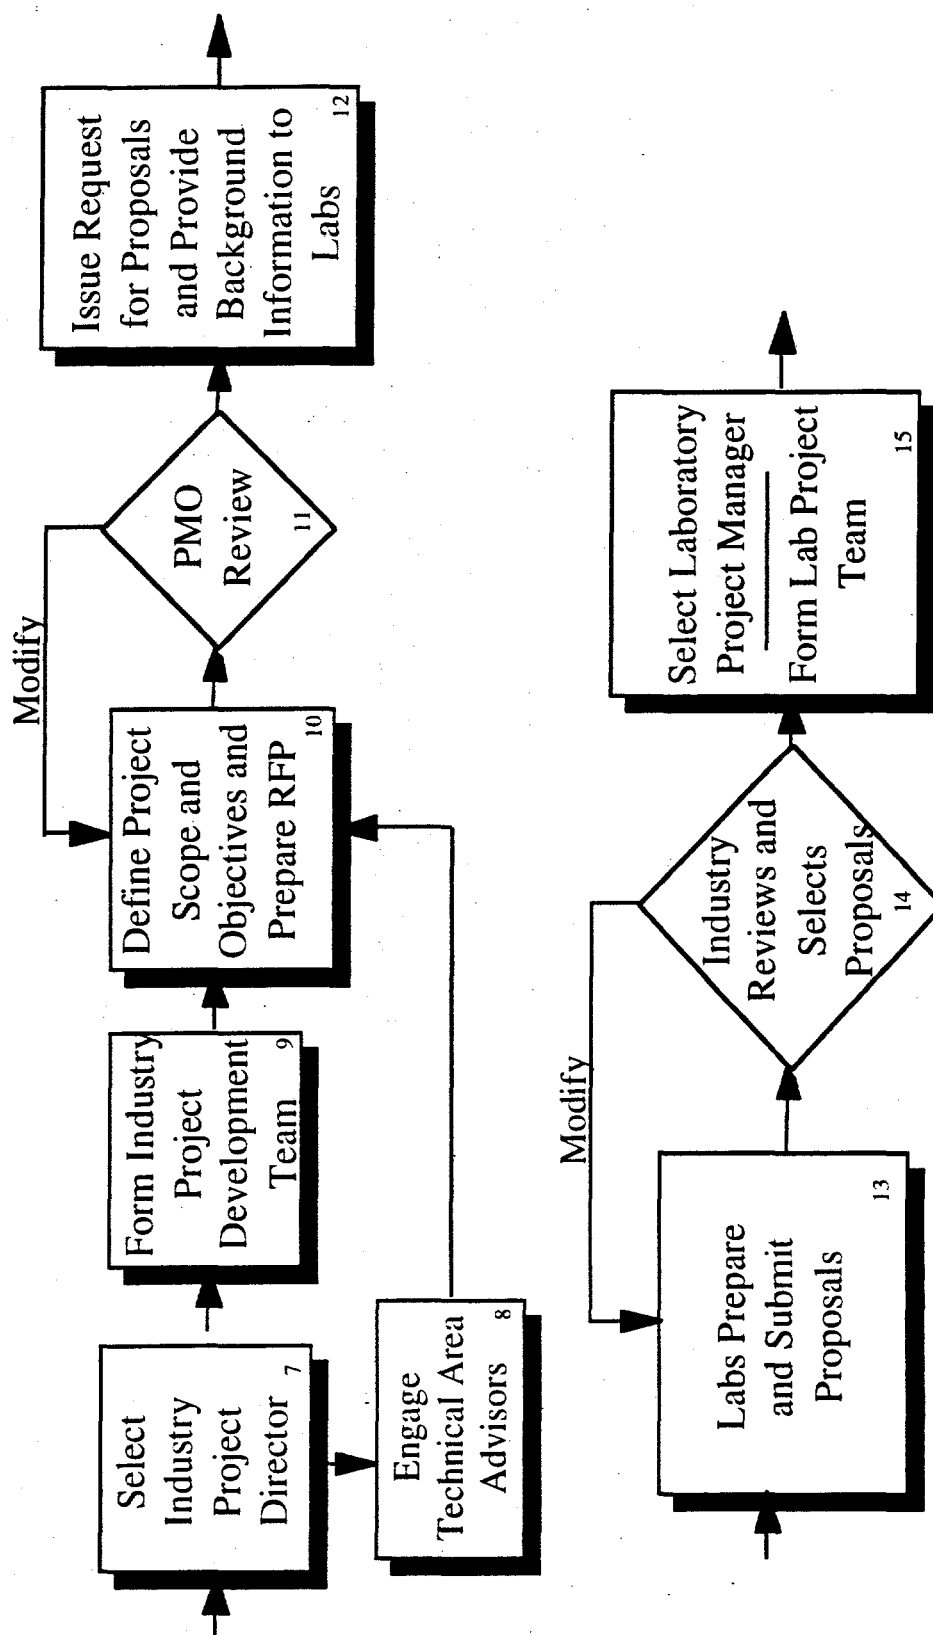 Select
Industry
Project
Director
7
Engage
Technical Area
Advisors
8
Form Industry
Project
Development
Team
9
Define Project
Scope and
Objectives and
Prepare RFP
10
Modify
PMO
Review
11
Issue Request
for Proposals
and Provide
Background
Information to
Labs
12
Labs Prepare
and Submit
Proposals
13
Modify
Industry
Reviews and
Selects
Proposals
14
Select Laboratory
Project Manager
Form Lab Project
Team
15